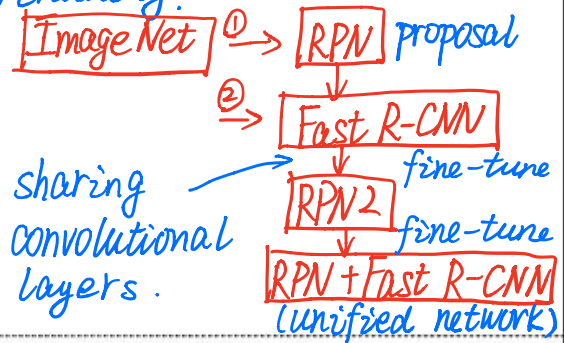 ImageNet ① RPN proposal
② Fast R-CNN
fine-tune
sharing
convolutional
layers.
RPN2
fine-tune
RPN+Fast R-CNN
(unified network)